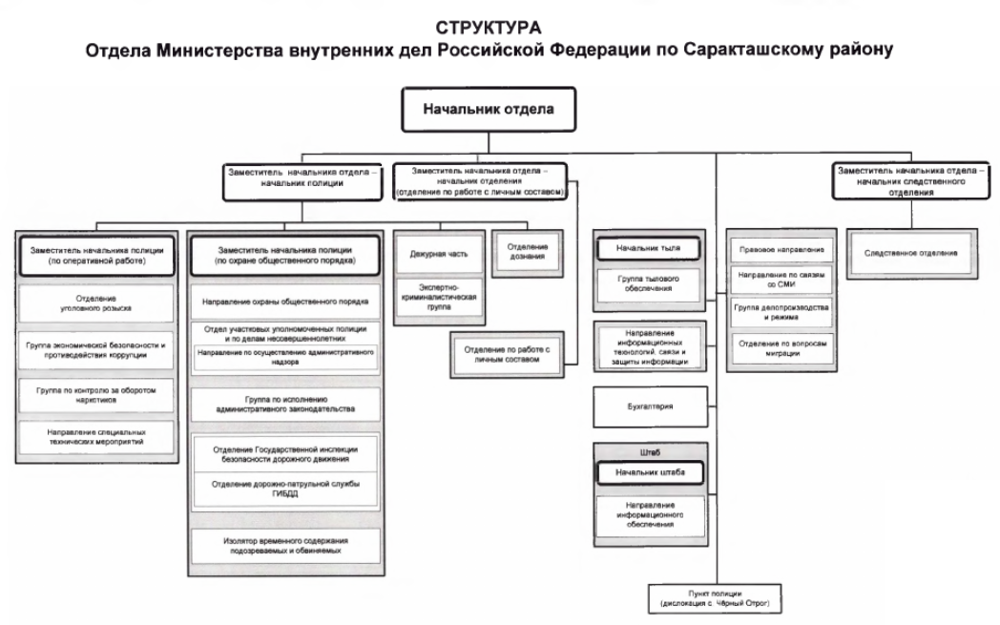 СТРУКТУРА
Отдела Министерства внутренних дел Российской Федерации по Саракташскому району
Начальник отдела
Заместитель начальника отдела –
начальник полиции
Заместитель начальника отдела –
начальник отделения
(отделение по работе с личным составом)
Заместитель начальника отдела –
начальник следственного
отделения
Заместитель начальника полиции
(по оперативной работе)
Отделение
уголовного розыска
Группа экономической безопасности и
противодействия коррупции
Группа по контролю за оборотом
наркотиков
Направление специальных
технических мероприятий
Заместитель начальника полиции
(по охране общественного порядка)
Направление охраны общественного порядка
Отдел участковых уполномоченных полиции
и по делам несовершеннолетних
Направление по осуществлению административного
надзора
Группа по исполнению
административного законодательства
Отделение Государственной инспекции
безопасности дорожного движения
Отделение дорожно-патрульной службы
ГИБДД
Изолятор временного содержания
подозреваемых и обвиняемых
Дежурная часть
Экспертно-
криминалистическая
группа
Отделение
дознания
Отделение по работе с
личным составом
Начальник тыла
Группа тылового
обеспечения
Направление
информационных
технологий, связи и
защиты информации
Бухгалтерия
Штаб
Начальник штаба
Направление
информационного
обеспечения
Правовое направление
Направление по связям
со СМИ
Группа делопроизводства
и режима
Отделение по вопросам
миграции
Следственное отделение
Пункт полиции
(дислокация с. Чёрный Отрог)